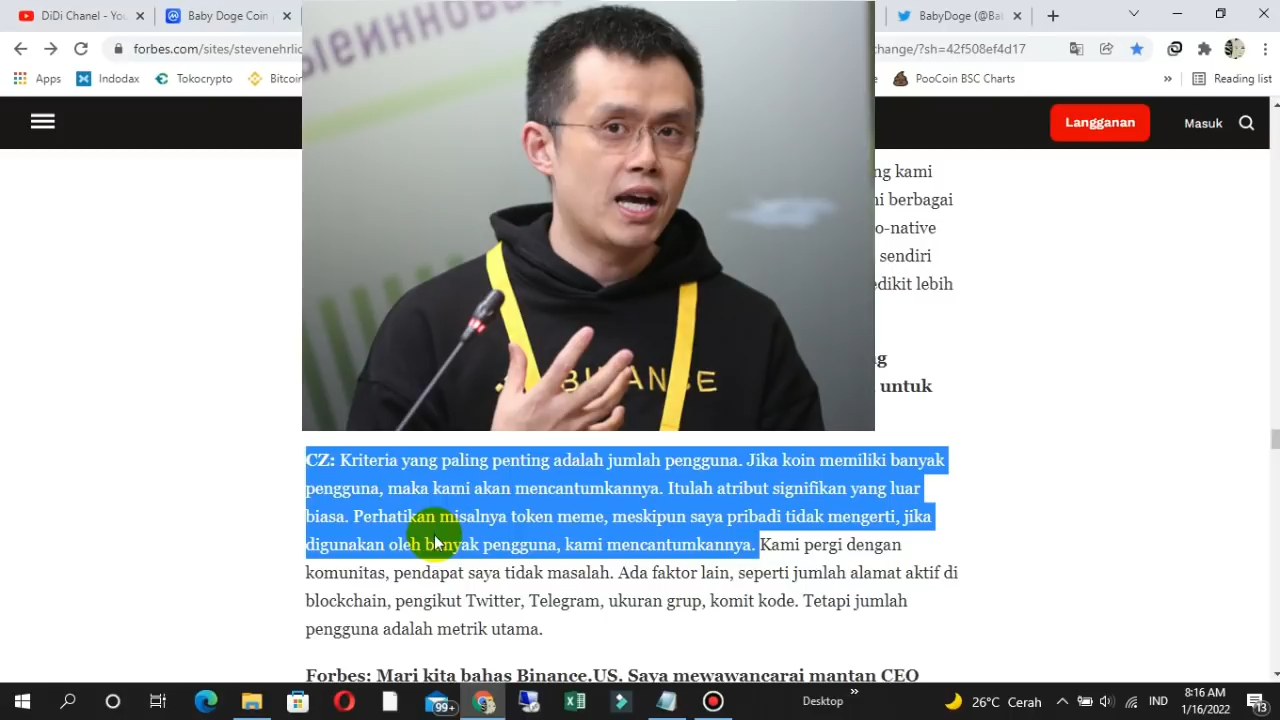 DJ CINDI - Yo
Baby Doge Coin
BabyDoge (@Ba
forbes.com/sites/stevenehrli
change/?sh=42f508ef4d17
Apps
Indodax
Tokocrypto
Bitcoin
PooCoin BSC Charts
»
Reading list
Langganan
Masuk
ng kami
ni berbagai
o-native
sendiri
edikit lebih
untuk
BINANCE
CZ: Kriteria yang paling penting adalah jumlah pengguna. Jika koin memiliki banyak
pengguna, maka kami akan mencantumkannya. Itulah atribut signifikan yang luar
biasa. Perhatikan misalnya token meme, meskipun saya pribadi tidak mengerti, jika
digunakan oleh banyak pengguna, kami mencantumkannya. Kami pergi dengan
komunitas, pendapat saya tidak masalah. Ada faktor lain, seperti jumlah alamat aktif di
blockchain, pengikut Twitter, Telegram, ukuran grup, komit kode. Tetapi jumlah
pengguna adalah metrik utama.
Forbes: Mari kita bahas Binance.US. Saya mewawancarai mantan CEO
99+
Desktop
»
26°C Cerah
IND
8:16 AM
1/16/2022
13